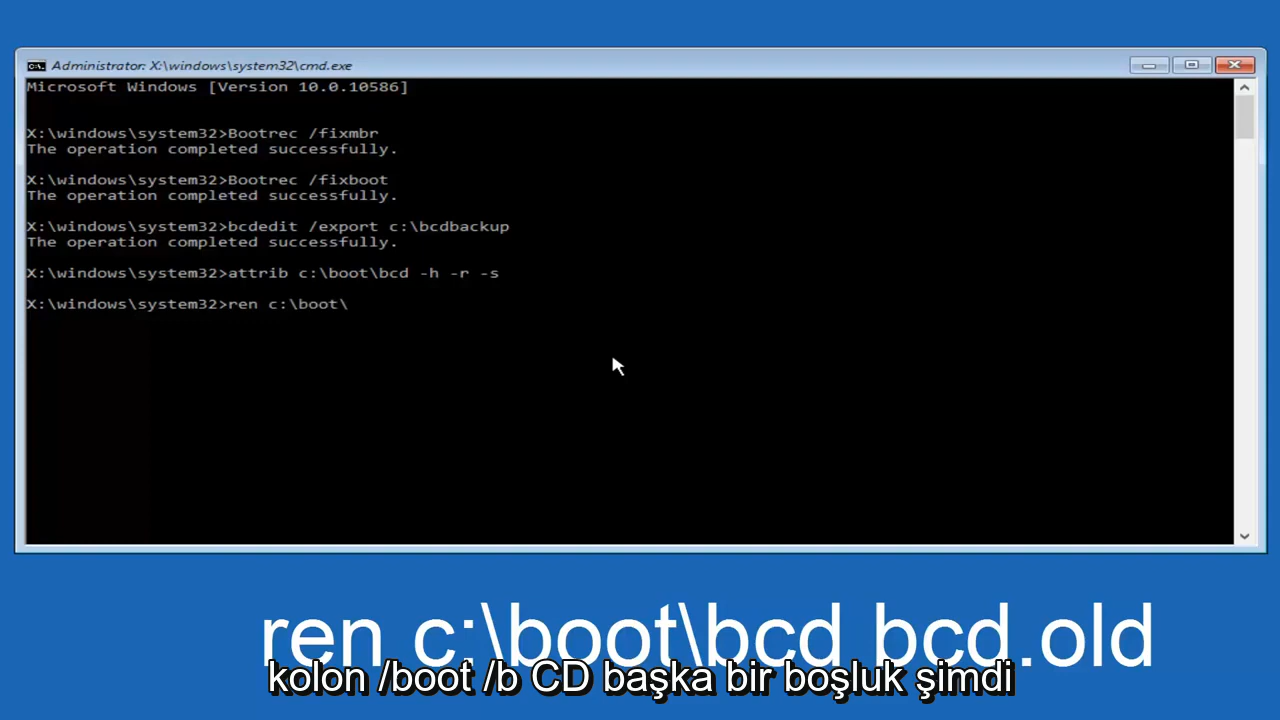 Administrator: X:\windows\system32\cmd.exe
Microsoft Windows [Version 10.0.10586]
X:\windows\system32>Bootrec /fixmbr
The operation completed successfully.
X:\windows\system32>Bootrec /fixboot
The operation completed successfully.
X:\windows\system32>bcdedit /export c:\bcdbackup
The operation completed successfully.
X:\windows\system32>attrib c:\boot\bcd -h -r -s
X:\windows\system32>ren c:\boot\
ren c:\boot\bcd bcd.old
kolon /boot /b CD başka bir boşluk şimdi